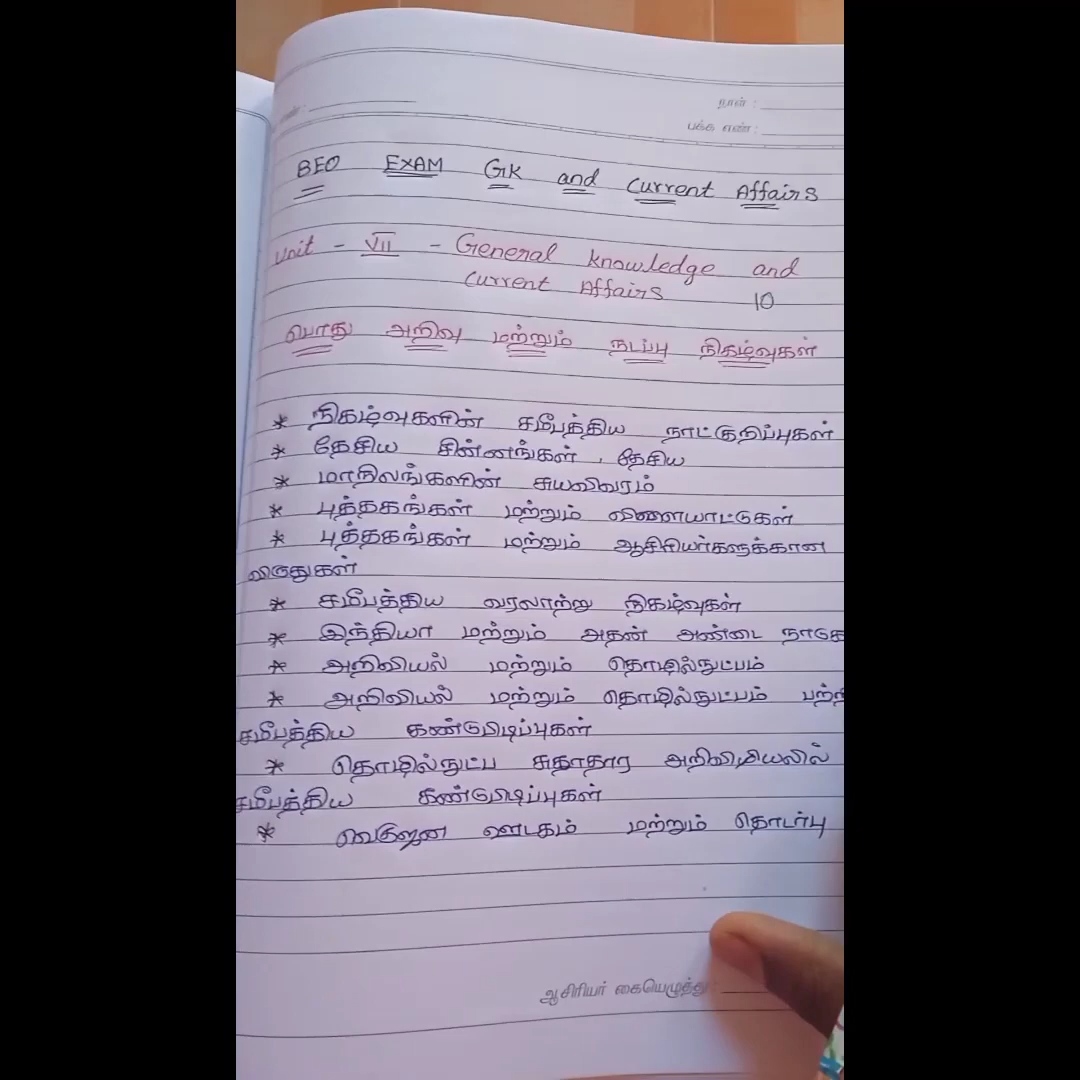 நாள் :
பக்க எண் :
BEO EXAM GK and Current Affairs
Unit - VII - General knowledge and
Current Affairs 10
பொது அறிவு மற்றும் நடப்பு நிகழ்வுகள்
* நிகழ்வுகளின் சமீபத்திய நாட்குறிப்புகள்
* தேசிய சின்னங்கள், தேசிய
* மாநிலங்களின் சுயவிவரம்
* புத்தகங்கள் மற்றும் விளையாட்டுகள்
* புத்தகங்கள் மற்றும் ஆசிரியர்களுக்கான
விருதுகள்
* சமீபத்திய வரலாற்று நிகழ்வுகள்
* இந்தியா மற்றும் அதன் அண்டை
* அறிவியல் மற்றும் தொழில்நுட்பம்
* அறிவியல் மற்றும் தொழில்நுட்பம்
சமீபத்திய கண்டுபிடிப்புகள்
* தொழில்நுட்ப சுகாதார
சமீபத்திய கண்டுபிடிப்புகள்
* வெகுஜன ஊடகம் மற்றும் தொடர்பு
ஆசிரியர் கையெழுத்து :